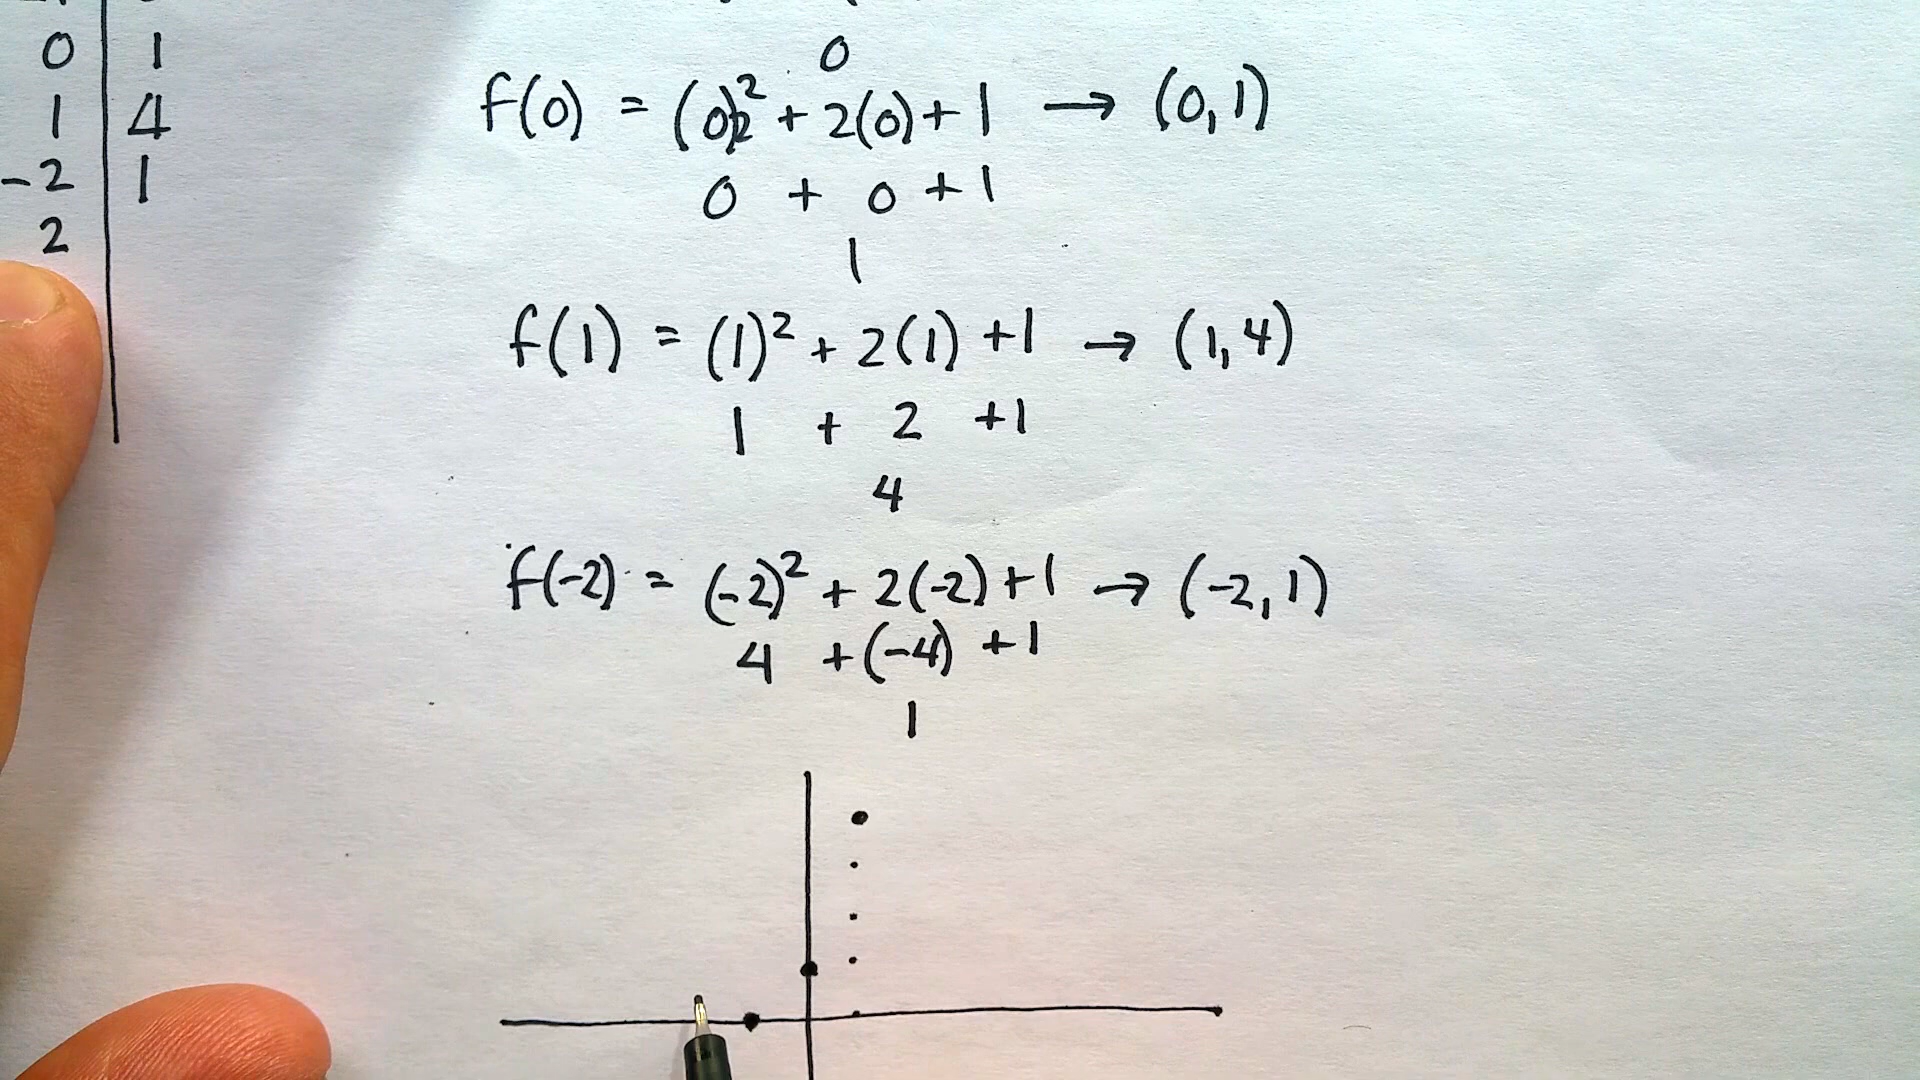 0 | 1
1 | 4
-2 | 1
2 |
0
f(0) = (0)² + 2(0) + 1 → (0,1)
0 + 0 + 1
1
f(1) = (1)² + 2(1) + 1 → (1,4)
1 + 2 + 1
4
f(-2) = (-2)² + 2(-2) + 1 → (-2,1)
4 + (-4) + 1
1